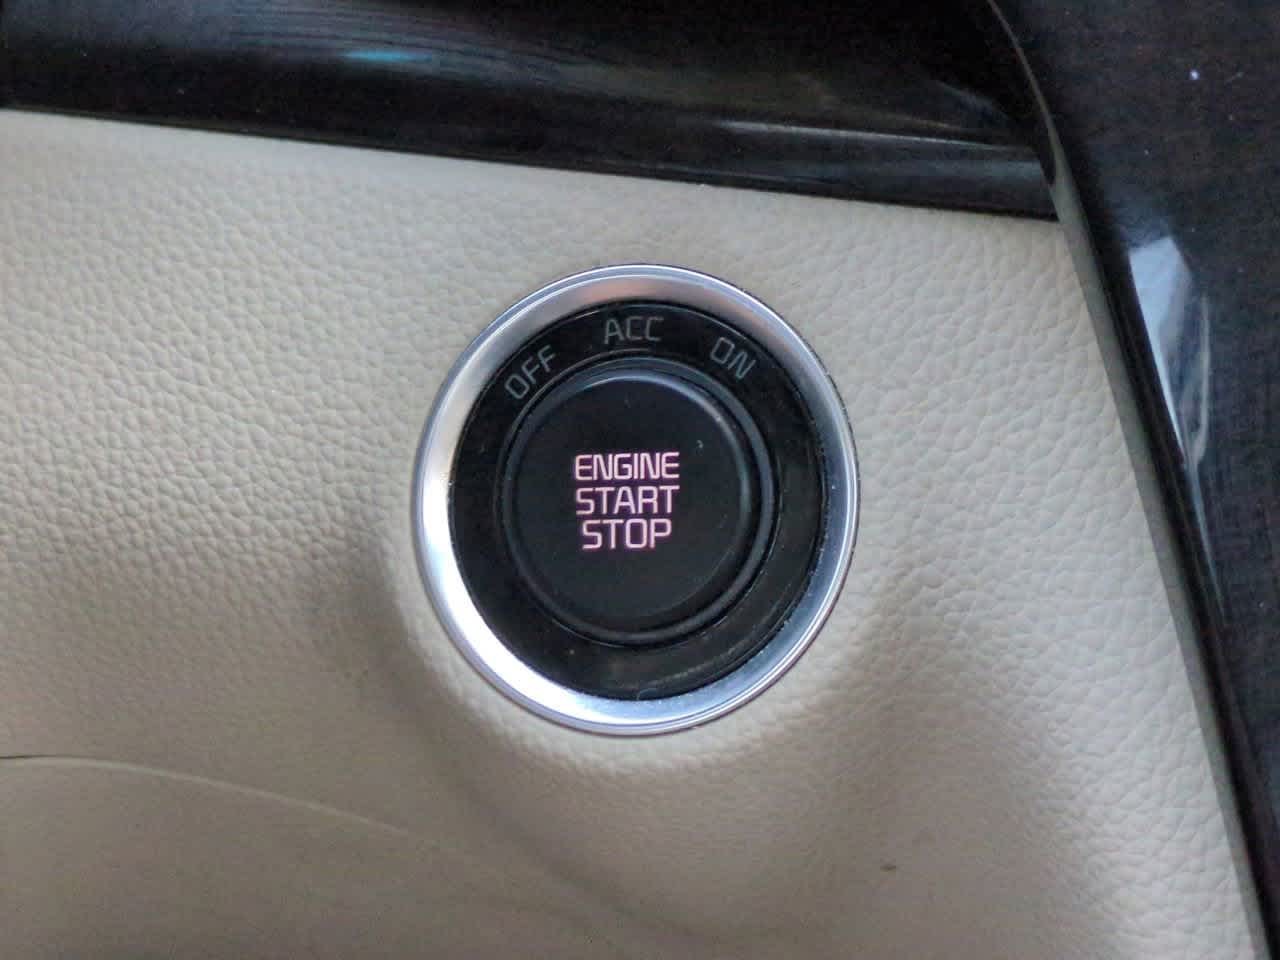 OFF ACC ON
ENGINE
START
STOP